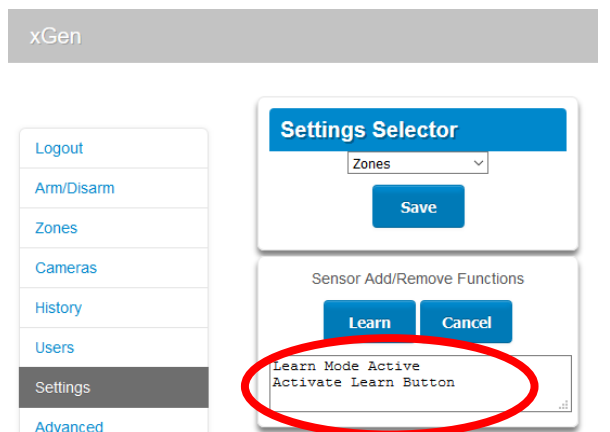 xGen
Logout
Arm/Disarm
Zones
Cameras
History
Users
Settings
Advanced
Settings Selector
Zones
Save
Sensor Add/Remove Functions
Learn Cancel
Learn Mode Active
Activate Learn Button